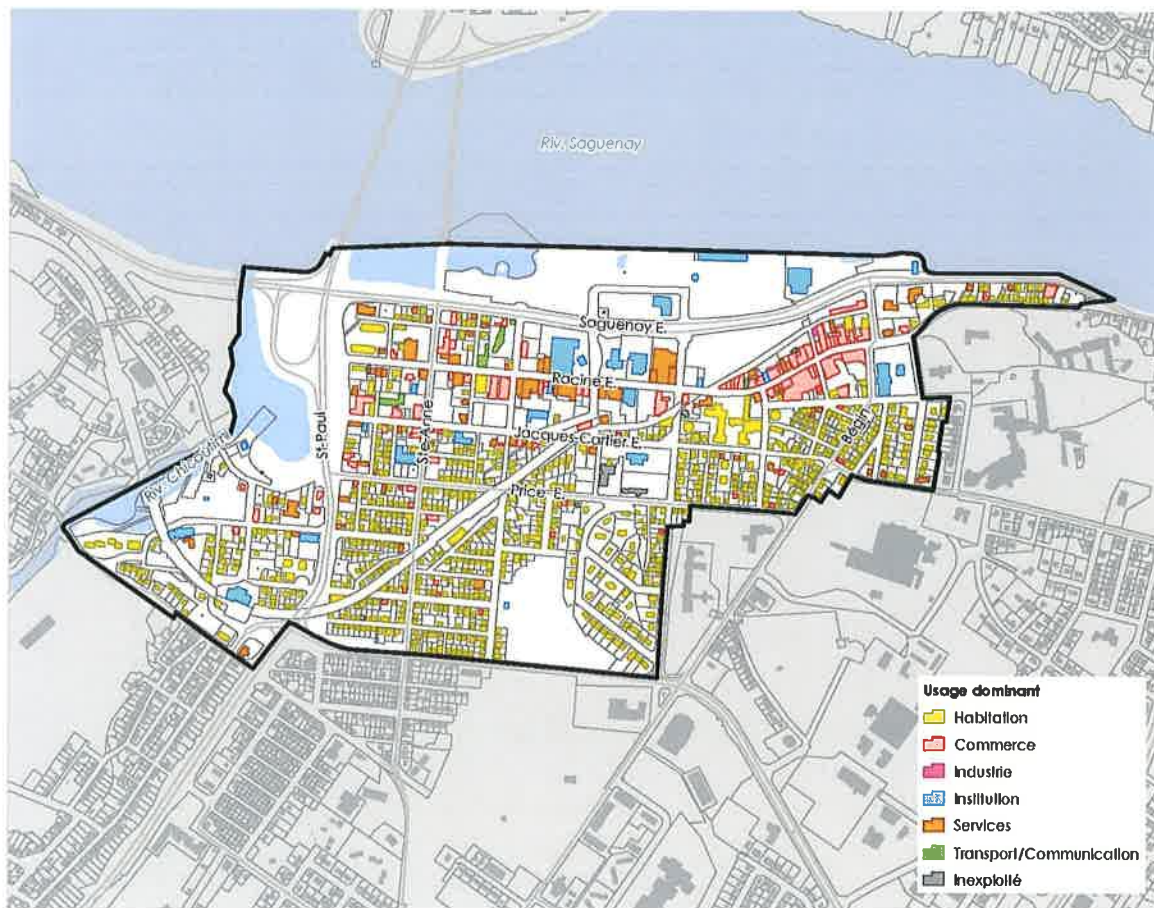 Riv. Saguenay
Saguenay E.
Racine E.
Ste-Anne
Jacques-Cartier E.
Bégin
St-Paul
Riv. Chicoutimi
Price E.
Usage dominant
Habitation
Commerce
Industrie
Institution
Services
Transport/Communication
Inexploité